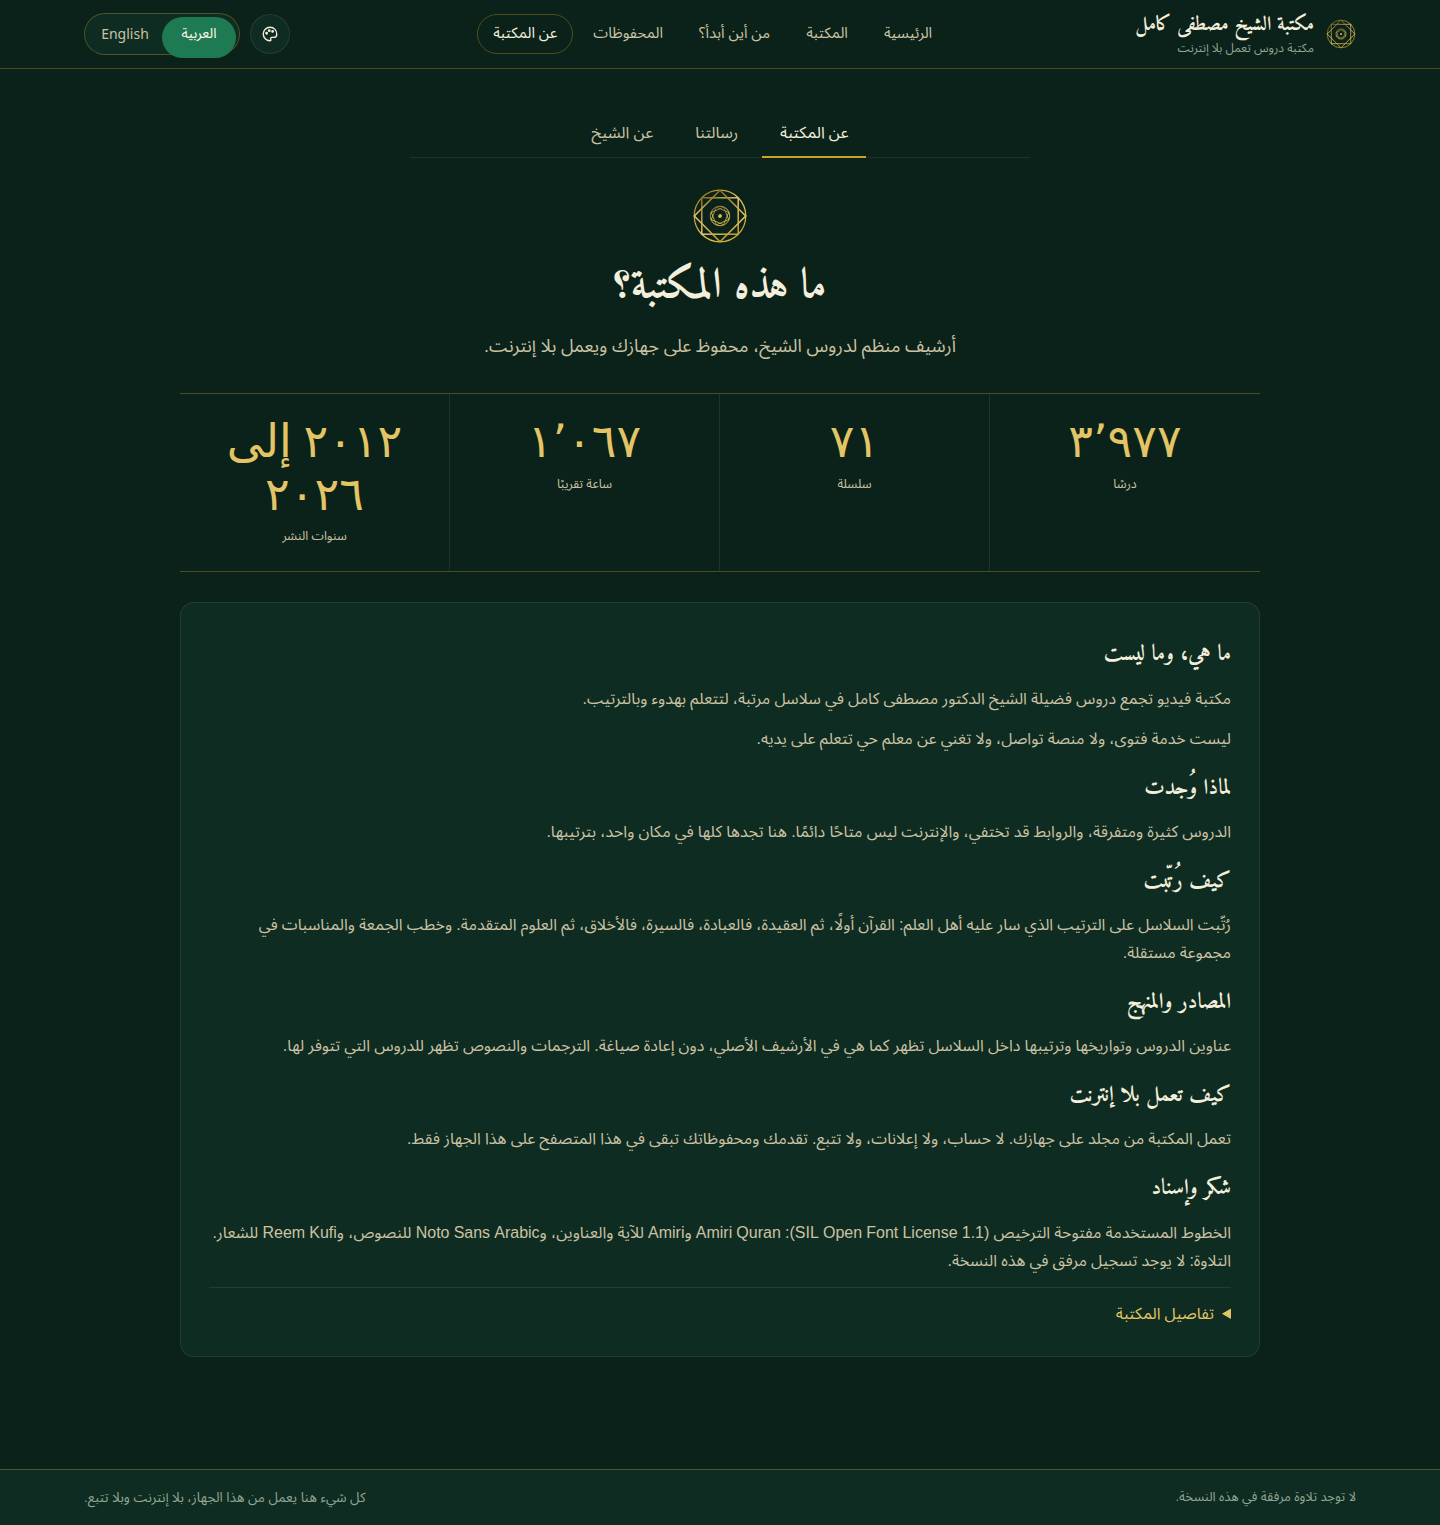 مكتبة الشيخ مصطفى كامل
مكتبة دروس تعمل بلا إنترنت
الرئيسية
المكتبة
من أين أبدأ؟
المحفوظات
عن المكتبة
العربية
English
عن المكتبة
رسالتنا
عن الشيخ
ما هذه المكتبة؟
أرشيف منظم لدروس الشيخ، محفوظ على جهازك ويعمل بلا إنترنت.
٣٬٩٧٧
درسًا
٧١
سلسلة
١٬٠٦٧
ساعة تقريبًا
٢٠١٢ إلى
٢٠٢٦
سنوات النشر
ما هي، وما ليست
مكتبة فيديو تجمع دروس فضيلة الشيخ الدكتور مصطفى كامل في سلاسل مرتبة، لتتعلم بهدوء وبالترتيب.
ليست خدمة فتوى، ولا منصة تواصل، ولا تغني عن معلم حي تتعلم على يديه.
لماذا وُجدت
الدروس كثيرة ومتفرقة، والروابط قد تختفي، والإنترنت ليس متاحًا دائمًا. هنا تجدها كلها في مكان واحد، بترتيبها.
كيف رُتّبت
رُتّبت السلاسل على الترتيب الذي سار عليه أهل العلم: القرآن أولًا، ثم العقيدة، فالعبادة، فالسيرة، فالأخلاق، ثم العلوم المتقدمة. وخطب الجمعة والمناسبات في
مجموعة مستقلة.
المصادر والمنهج
عناوين الدروس وتواريخها وترتيبها داخل السلاسل تظهر كما هي في الأرشيف الأصلي، دون إعادة صياغة. الترجمات والنصوص تظهر للدروس التي تتوفر لها.
كيف تعمل بلا إنترنت
تعمل المكتبة من مجلد على جهازك. لا حساب، ولا إعلانات، ولا تتبع. تقدمك ومحفوظاتك تبقى في هذا المتصفح على هذا الجهاز فقط.
شكر وإسناد
الخطوط المستخدمة مفتوحة الترخيص (SIL Open Font License 1.1): Amiri Quran وAmiri للآية والعناوين، وNoto Sans Arabic للنصوص، وReem Kufi للشعار.
التلاوة: لا يوجد تسجيل مرفق في هذه النسخة.
تفاصيل المكتبة
لا توجد تلاوة مرفقة في هذه النسخة.
كل شيء هنا يعمل من هذا الجهاز، بلا إنترنت وبلا تتبع.